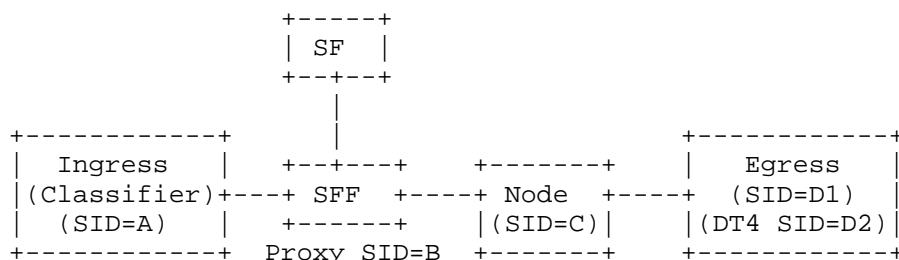 SF
Ingress Egress
(Classifier) SFF Node (SID=D1)
(SID=A) (SID=C) (DT4 SID=D2)
Proxy SID=B